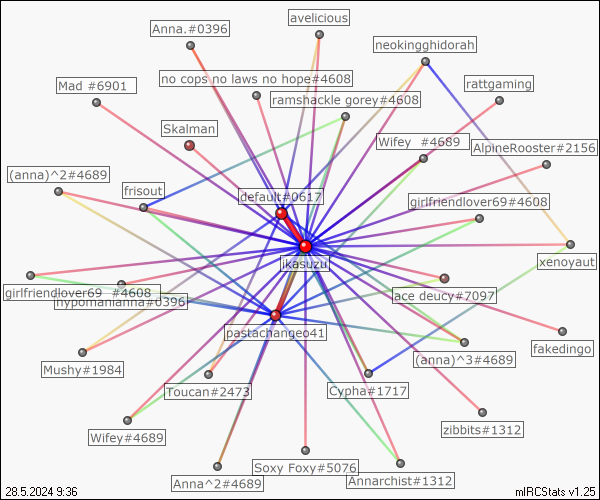 avelicious
Anna.#0396
neokingghidorah
no cops no laws no hope#4608
Mad #6901
rattgaming
ramshackle gorey#4608
Skalman
Wifey  #4689
AlpineRooster#2156
(anna)^2#4689
frisout
default#0617
girlfriendlover69#4608
jkasuzu
xenoyaut
girlfriendlover69  #4608
hypomanianna#0396
ace deucy#7097
pastachangeo41
fakedingo
(anna)^3#4689
Mushy#1984
Toucan#2473
Cypha#1717
zibbits#1312
Wifey#4689
Soxy Foxy#5076
Anna^2#4689
Annarchist#1312
28.5.2024 9:36
mIRCStats v1.25